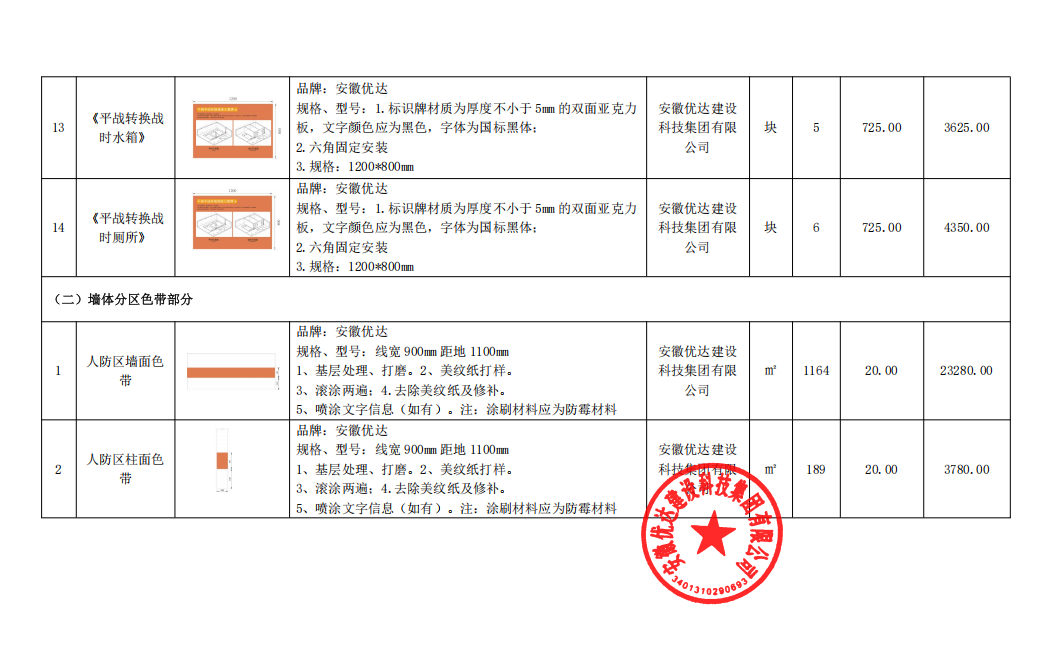 13
《平战转换战
时水箱》
品牌：安徽优达
规格、型号：1.标识牌材质为厚度不小于5mm的双面亚克力
板，文字颜色应为黑色，字体为国标黑体；
2.六角固定安装
3.规格：1200*800mm
安徽优达建设
科技集团有限
公司
块
5
725.00
3625.00
14
《平战转换战
时厕所》
品牌：安徽优达
规格、型号：1.标识牌材质为厚度不小于5mm的双面亚克力
板，文字颜色应为黑色，字体为国标黑体；
2.六角固定安装
3.规格：1200*800mm
安徽优达建设
科技集团有限
公司
块
6
725.00
4350.00
（二）墙体分区色带部分
1
人防区墙面色
带
品牌：安徽优达
规格、型号：线宽900mm距地1100mm
1、基层处理、打磨。2、美纹纸打样。
3、滚涂两遍；4.去除美纹纸及修补。
5、喷涂文字信息（如有）。注：涂刷材料应为防霉材料
安徽优达建设
科技集团有限
公司
㎡
1164
20.00
23280.00
2
人防区柱面色
带
品牌：安徽优达
规格、型号：线宽900mm距地1100mm
1、基层处理、打磨。2、美纹纸打样。
3、滚涂两遍；4.去除美纹纸及修补。
5、喷涂文字信息（如有）。注：涂刷材料应为防霉材料
安徽优达建设
科技集团有限
公司
㎡
189
20.00
3780.00
安徽优达建设科技集团有限公司
3401310290693